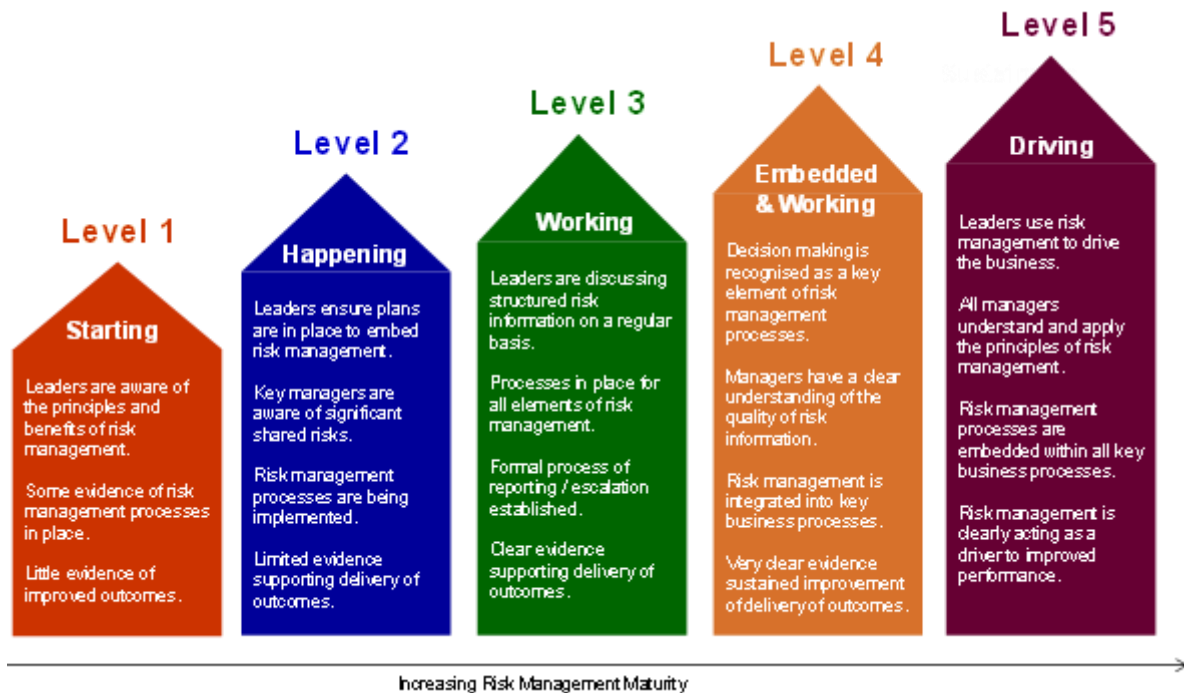 Level 1
Starting
Leaders are aware of
the principles and
benefits of risk
management.
Some evidence of risk
management processes
in place.
Little evidence of
improved outcomes.
Level 2
Happening
Leaders ensure plans
are in place to embed
risk management.
Key managers are
aware of significant
shared risks.
Risk management
processes are being
implemented.
Limited evidence
supporting delivery of
outcomes.
Level 3
Working
Leaders are discussing
structured risk
information on a regular
basis.
Processes in place for
all elements of risk
management.
Formal process of
reporting / escalation
established.
Clear evidence
supporting delivery of
outcomes.
Level 4
Embedded
& Working
Decision making is
recognised as a key
element of risk
management
processes.
Managers have a clear
understanding of the
quality of risk
information.
Risk management is
integrated into key
business processes.
Very clear evidence
sustained improvement
of delivery of outcomes.
Level 5
Driving
Leaders use risk
management to drive
the business.
All managers
understand and apply
the principles of risk
management.
Risk management
processes are
embedded within all key
business processes.
Risk management is
clearly acting as a
driver to improved
performance.
Increasing Risk Management Maturity